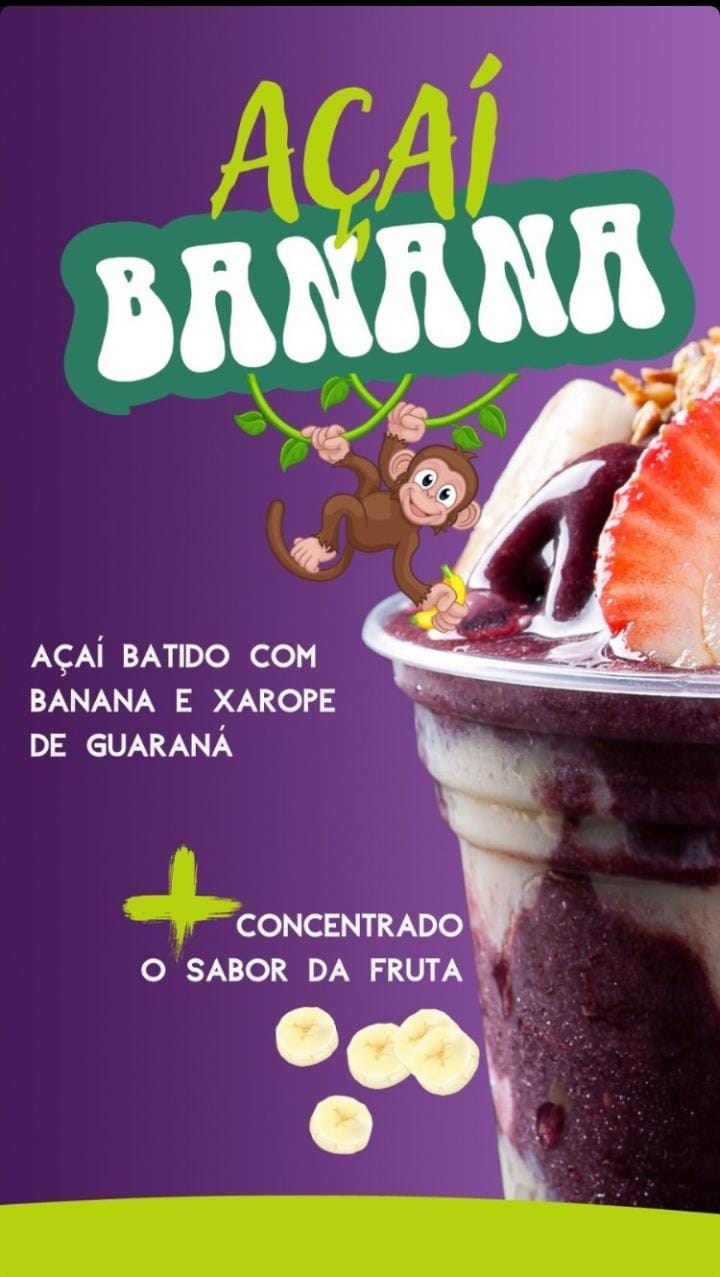 AÇAÍ
BANANA
AÇAÍ BATIDO COM
BANANA E XAROPE
DE GUARANÁ
+ CONCENTRADO
O SABOR DA FRUTA